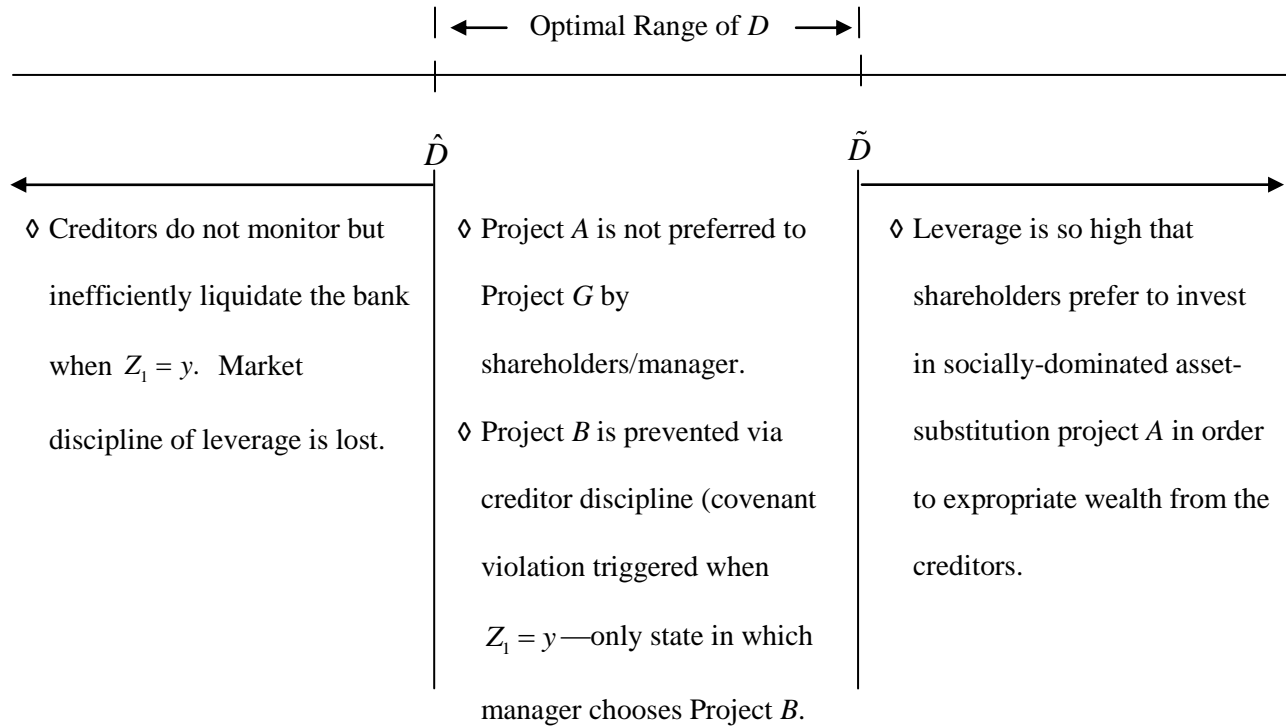 Optimal Range of D
D̂
D̃
◊ Creditors do not monitor but
inefficiently liquidate the bank
when Z₁ = y. Market
discipline of leverage is lost.
◊ Project A is not preferred to
Project G by
shareholders/manager.
◊ Project B is prevented via
creditor discipline (covenant
violation triggered when
Z₁ = y—only state in which
manager chooses Project B.
◊ Leverage is so high that
shareholders prefer to invest
in socially-dominated asset-
substitution project A in order
to expropriate wealth from the
creditors.